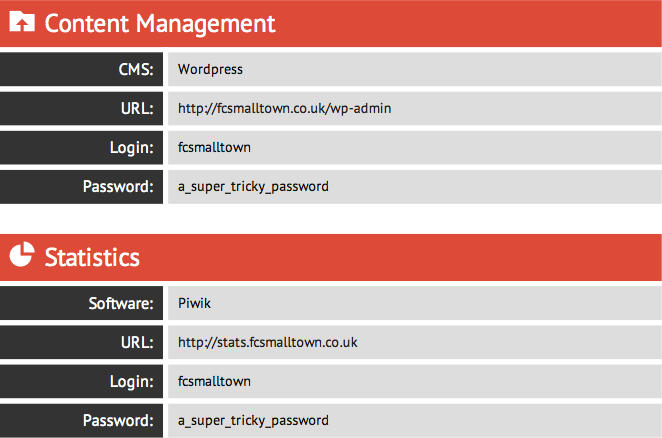 Content Management
CMS: Wordpress
URL: http://fcsmalltown.co.uk/wp-admin
Login: fcsmalltown
Password: a_super_tricky_password
Statistics
Software: Piwik
URL: http://stats.fcsmalltown.co.uk
Login: fcsmalltown
Password: a_super_tricky_password